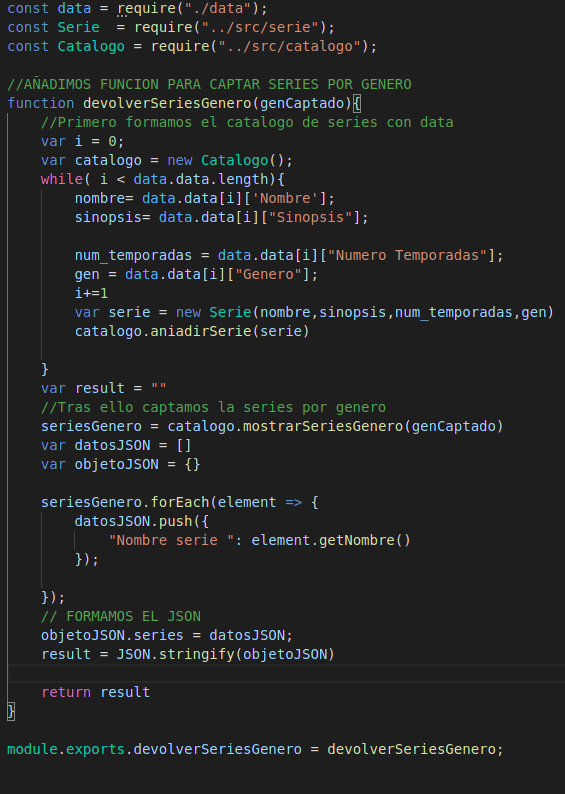 const data = require("./data");
const Serie  = require("../src/serie");
const Catalogo = require("../src/catalogo");
//AÑADIMOS FUNCION PARA CAPTAR SERIES POR GENERO
function devolverSeriesGenero(genCaptado){
    //Primero formamos el catalogo de series con data
    var i = 0;
    var catalogo = new Catalogo();
    while( i < data.data.length){
        nombre= data.data[i]['Nombre'];
        sinopsis= data.data[i]["Sinopsis"];
        num_temporadas = data.data[i]["Numero Temporadas"];
        gen = data.data[i]["Genero"];
        i+=1
        var serie = new Serie(nombre,sinopsis,num_temporadas,gen)
        catalogo.aniadirSerie(serie)
    }
    var result = ""
    //Tras ello captamos la series por genero
    seriesGenero = catalogo.mostrarSeriesGenero(genCaptado)
    var datosJSON = []
    var objetoJSON = {}
    seriesGenero.forEach(element => {
        datosJSON.push({
            "Nombre serie ": element.getNombre()
        });
    });
    // FORMAMOS EL JSON
    objetoJSON.series = datosJSON;
    result = JSON.stringify(objetoJSON)
    return result
}
module.exports.devolverSeriesGenero = devolverSeriesGenero;